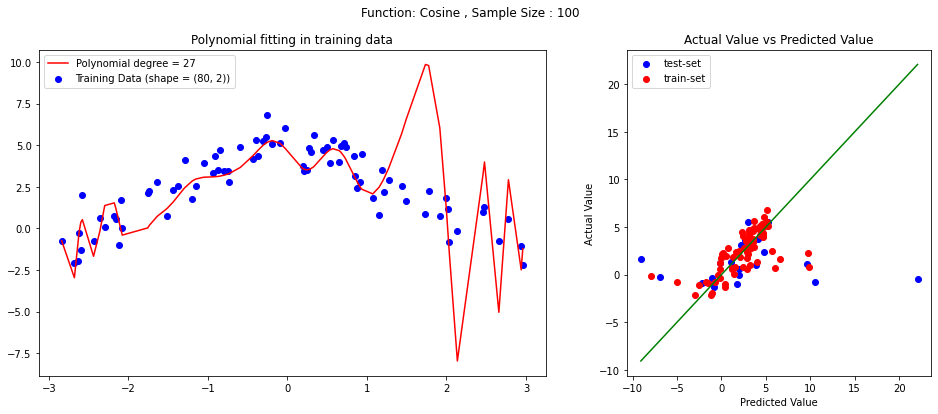 Function: Cosine , Sample Size : 100
Polynomial fitting in training data
Polynomial degree = 27
Training Data (shape = (80, 2))
10.0
7.5
5.0
2.5
0.0
−2.5
−5.0
−7.5
−3 −2 −1 0 1 2 3
Actual Value vs Predicted Value
test-set
train-set
Actual Value
20
15
10
5
0
−5
−10
−10 −5 0 5 10 15 20
Predicted Value